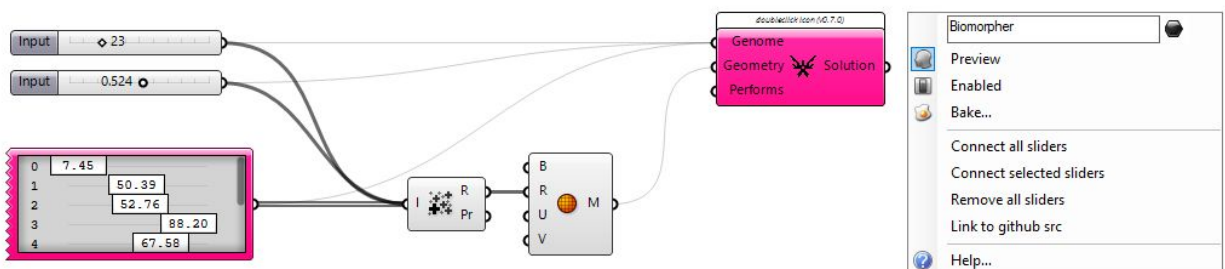 Input 23
Input 0.524
0 7.45
1 50.39
2 52.76
3 88.20
4 67.58
I R
Pr
B
R
U
V
M
doubleclick icon (v0.7.0)
Genome
Geometry Solution
Performs
Biomorpher
Preview
Enabled
Bake...
Connect all sliders
Connect selected sliders
Remove all sliders
Link to github src
Help...